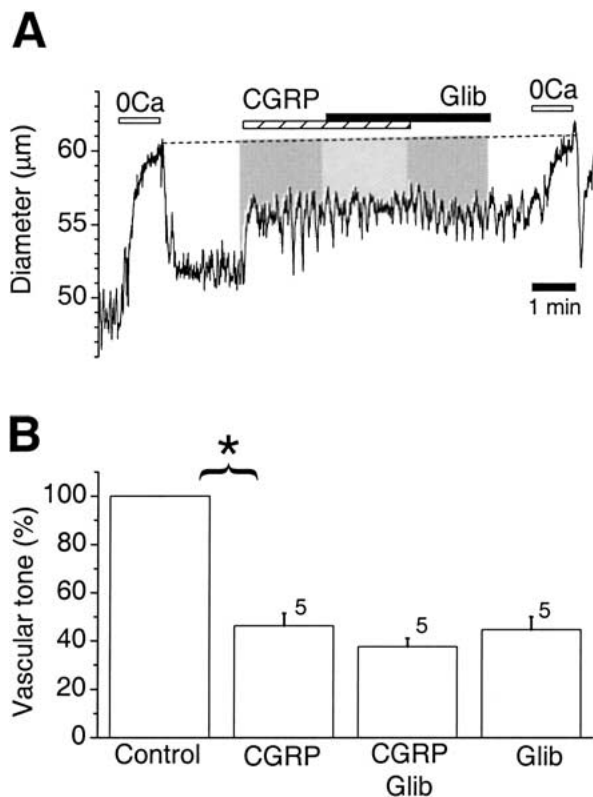 A
0Ca
CGRP
Glib
0Ca
Diameter (μm)
60
55
50
1 min
B
*
Vascular tone (%)
100
80
60
40
20
0
5
5
5
Control
CGRP
CGRP
Glib
Glib